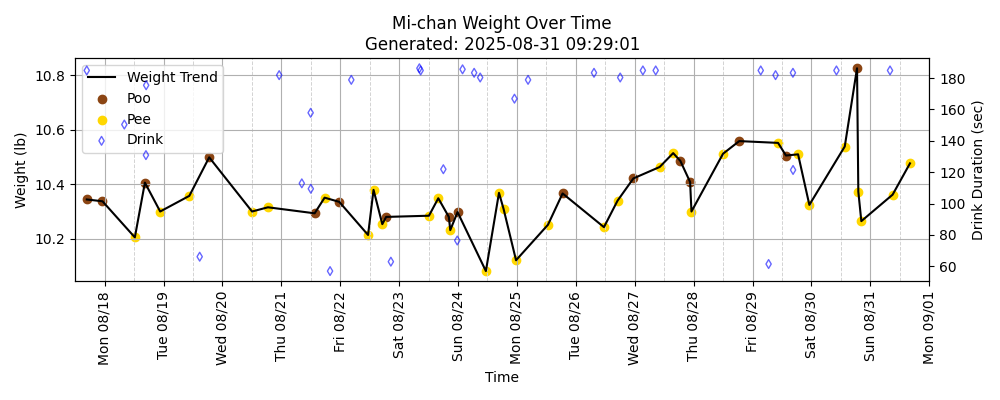 Mi-chan Weight Over Time
Generated: 2025-08-31 09:29:01
Weight (lb)
10.8
10.6
10.4
10.2
Weight Trend
Poo
Pee
Drink
180
160
140
120
100
80
60
Drink Duration (sec)
Mon 08/18
Tue 08/19
Wed 08/20
Thu 08/21
Fri 08/22
Sat 08/23
Sun 08/24
Mon 08/25
Tue 08/26
Wed 08/27
Thu 08/28
Fri 08/29
Sat 08/30
Sun 08/31
Mon 09/01
Time